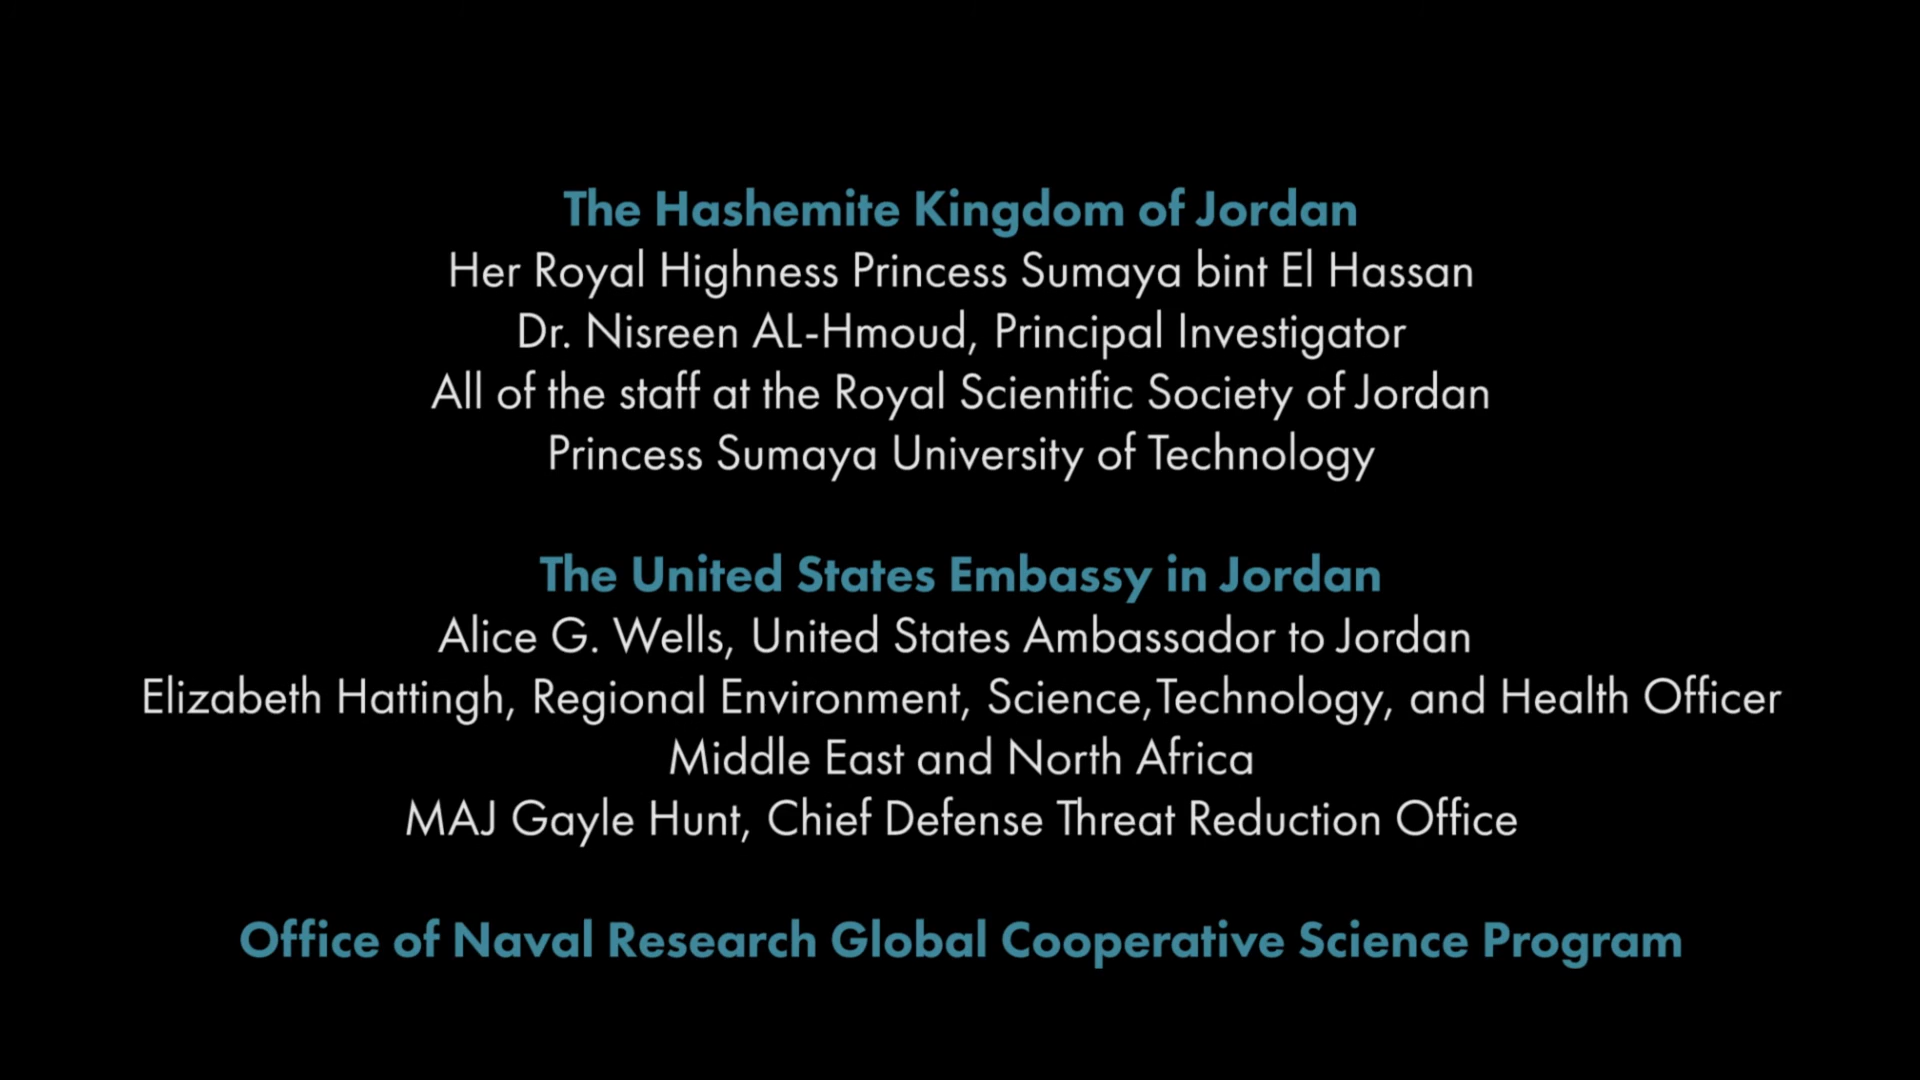 The Hashemite Kingdom of Jordan
Her Royal Highness Princess Sumaya bint El Hassan
Dr. Nisreen AL-Hmoud, Principal Investigator
All of the staff at the Royal Scientific Society of Jordan
Princess Sumaya University of Technology
The United States Embassy in Jordan
Alice G. Wells, United States Ambassador to Jordan
Elizabeth Hattingh, Regional Environment, Science,Technology, and Health Officer
Middle East and North Africa
MAJ Gayle Hunt, Chief Defense Threat Reduction Office
Office of Naval Research Global Cooperative Science Program